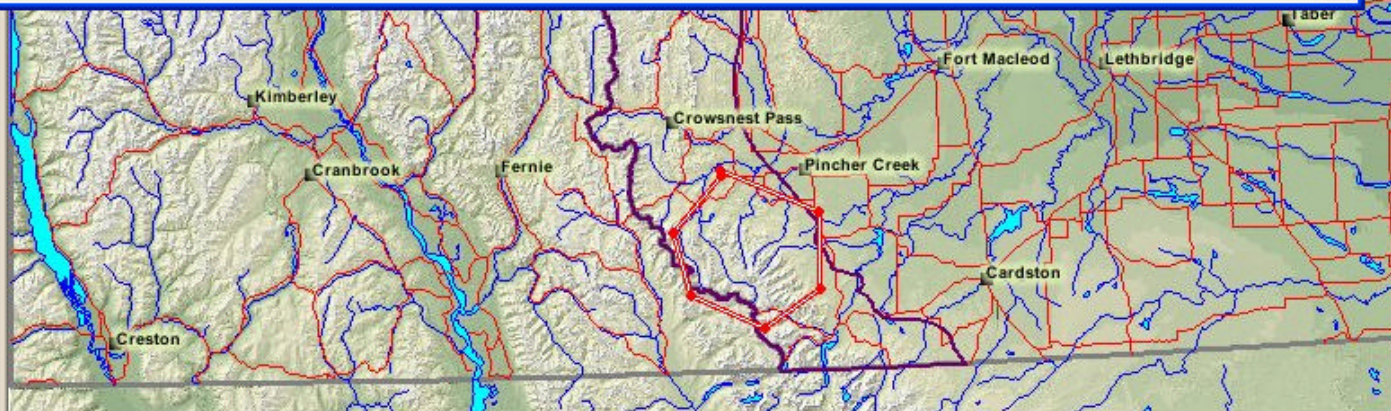 Taber
Fort Macleod
Lethbridge
Kimberley
Crowsnest Pass
Cranbrook
Fernie
Pincher Creek
Cardston
Creston